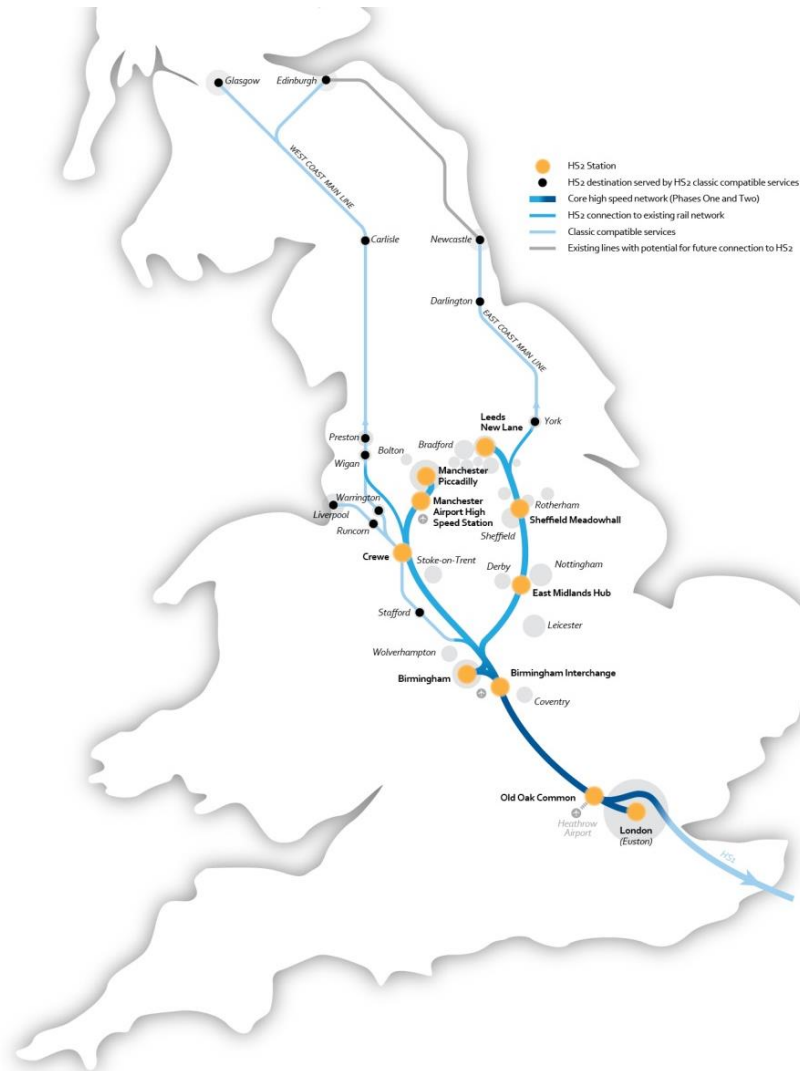 Glasgow
Edinburgh
WEST COAST MAIN LINE
HS2 Station
HS2 destination served by HS2 classic compatible services
Core high speed network (Phases One and Two)
HS2 connection to existing rail network
Classic compatible services
Existing lines with potential for future connection to HS2
Carlisle
Newcastle
Darlington
EAST COAST MAIN LINE
Leeds
New Lane
York
Preston
Bolton
Bradford
Wigan
Manchester
Piccadilly
Warrington
Liverpool
Runcorn
Manchester
Airport High
Speed Station
Rotherham
Sheffield Meadowhall
Sheffield
Crewe
Stoke-on-Trent
Derby
Nottingham
East Midlands Hub
Stafford
Leicester
Wolverhampton
Birmingham
Birmingham Interchange
Coventry
Old Oak Common
Heathrow
Airport
London
(Euston)
HS1